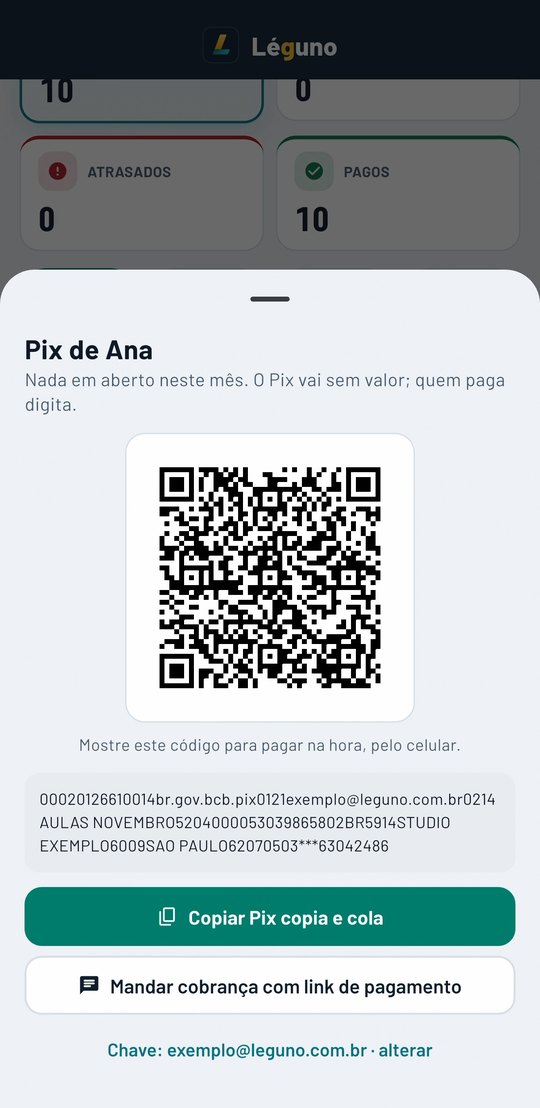 Léguno
10
0
ATRASADOS
PAGOS
0
10
Pix de Ana
Nada em aberto neste mês. O Pix vai sem valor; quem paga
digita.
Mostre este código para pagar na hora, pelo celular.
00020126610014br.gov.bcb.pix0121exemplo@leguno.com.br0214
AULAS NOVEMBRO5204000053039865802BR5914STUDIO
EXEMPLO6009SAO PAULO62070503***63042486
Copiar Pix copia e cola
Mandar cobrança com link de pagamento
Chave: exemplo@leguno.com.br · alterar